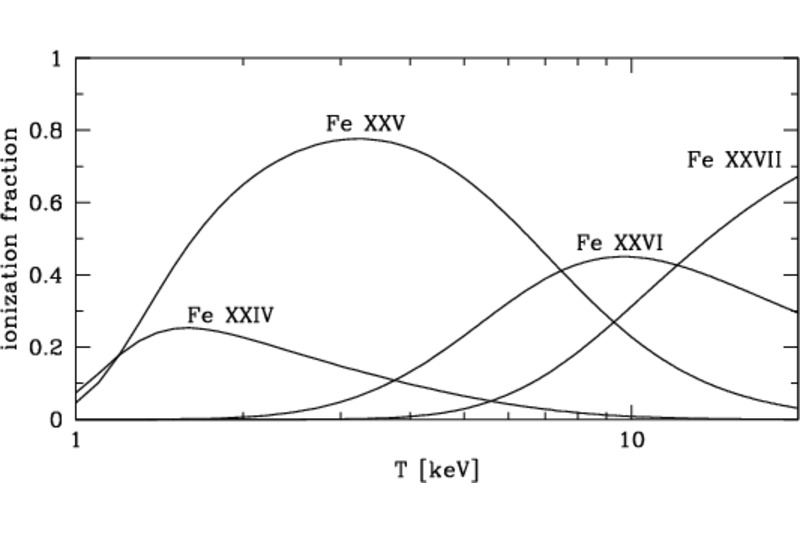 1
Fe XXV
0.8
Fe XXVII
0.6
Fe XXVI
0.4
Fe XXIV
0.2
0
1
10
T [keV]
ionization fraction